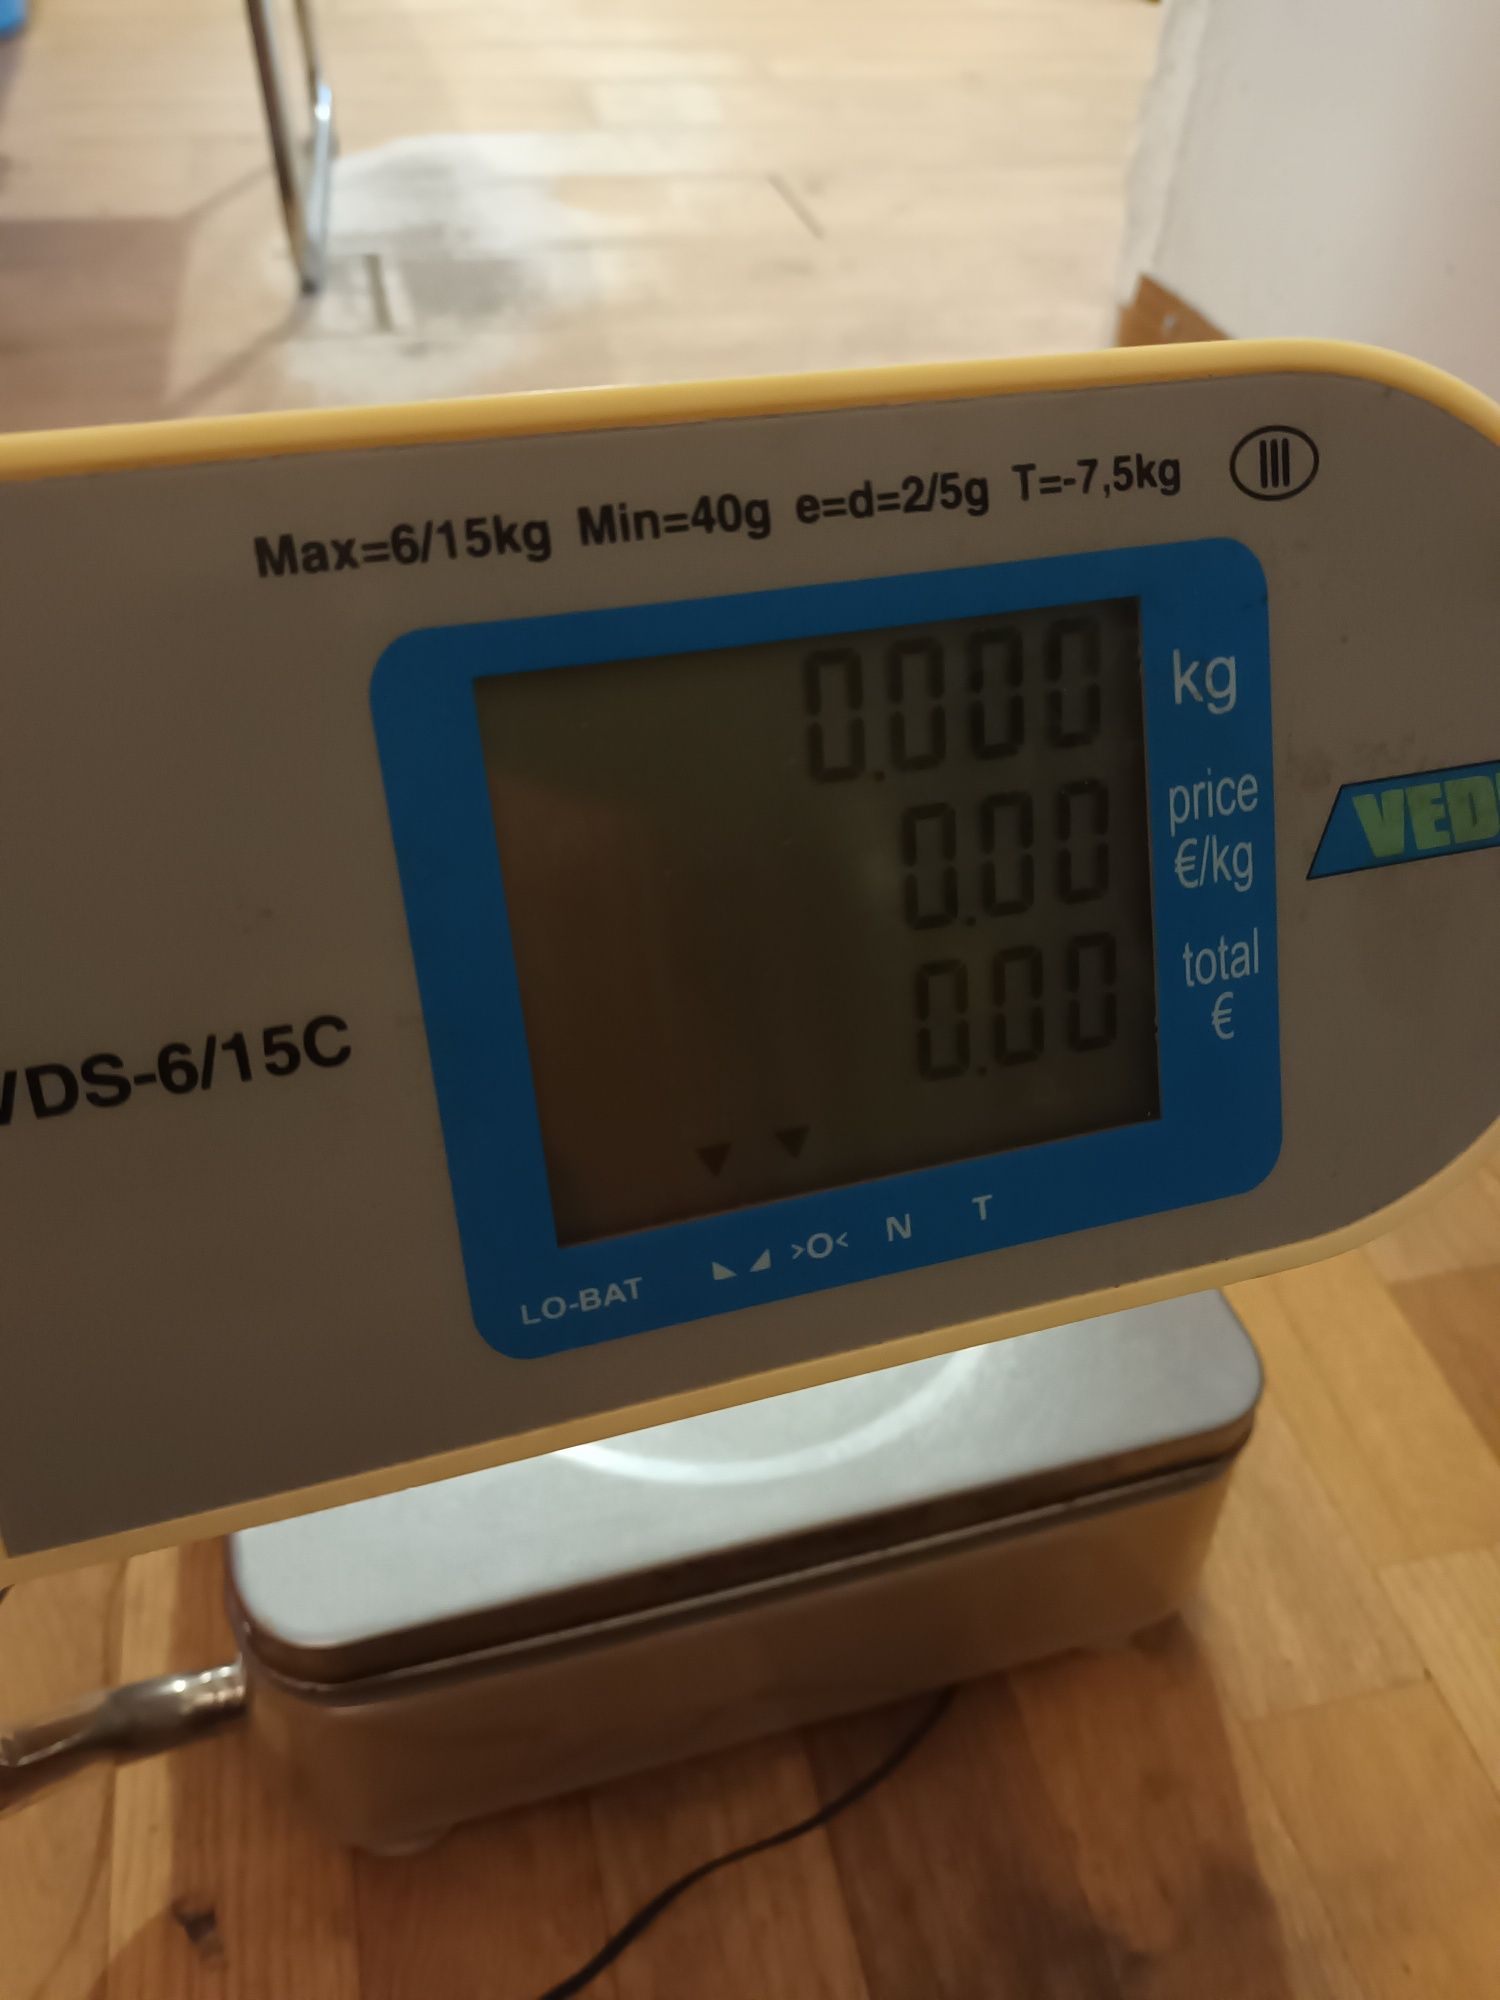 Max=6/15kg Min=40g e=d=2/5g T=-7,5kg III
0.000 kg
0.00 price €/kg
0.00 total €
VDS-6/15C
LO-BAT >O< N T